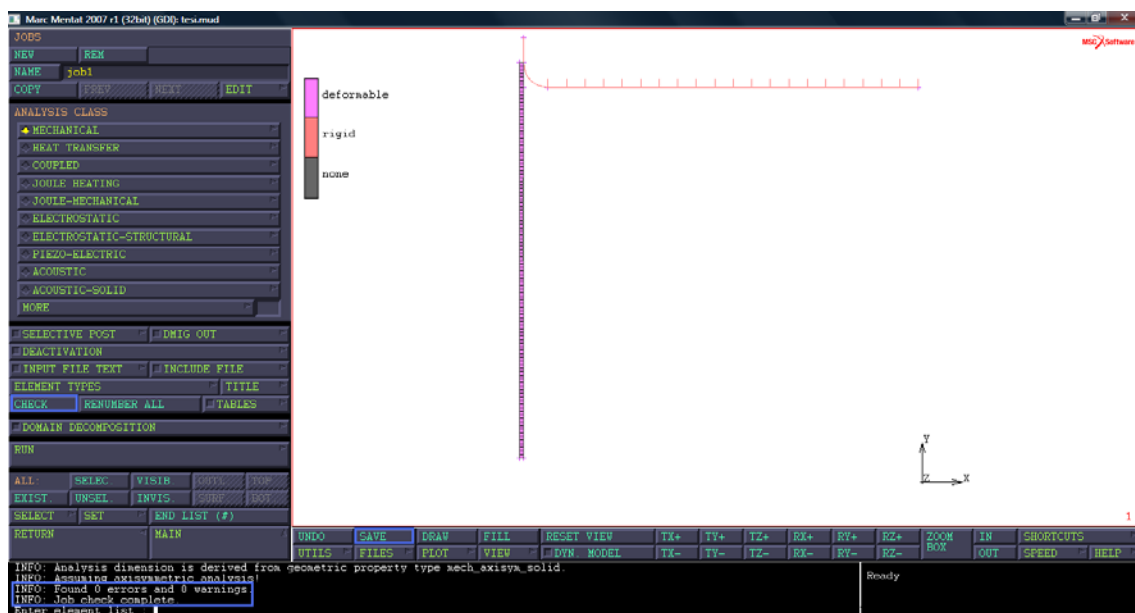 Marc Mentat 2007 r1 (32bit) (GDI): tesi.mud
JOBS
NEW REM
NAME job1
COPY PREV NEXT EDIT
ANALYSIS CLASS
MECHANICAL
HEAT TRANSFER
COUPLED
JOULE HEATING
JOULE-MECHANICAL
ELECTROSTATIC
ELECTROSTATIC-STRUCTURAL
PIEZO-ELECTRIC
ACOUSTIC
ACOUSTIC-SOLID
MORE
SELECTIVE POST DMIG OUT
DEACTIVATION
INPUT FILE TEXT INCLUDE FILE
ELEMENT TYPES TITLE
CHECK RENUMBER ALL TABLES
DOMAIN DECOMPOSITION
RUN
ALL: SELEC VISIB OUTL TOP
EXIST. UNSEL. INVIS. SURF BOT
SELECT SET END LIST (#)
RETURN MAIN
deformable
rigid
none
MSC Software
Y
Z X
1
UNDO SAVE DRAW FILL RESET VIEW TX+ TY+ TZ+ RX+ RY+ RZ+ ZOOM BOX IN SHORTCUTS
UTILS FILES PLOT VIEW DYN. MODEL TX- TY- TZ- RX- RY- RZ- OUT SPEED HELP
INFO: Analysis dimension is derived from geometric property type mech_axisym_solid.
INFO: Assuming axisymmetric analysis!
INFO: Found 0 errors and 0 warnings.
INFO: Job check complete.
Enter element list :
Ready